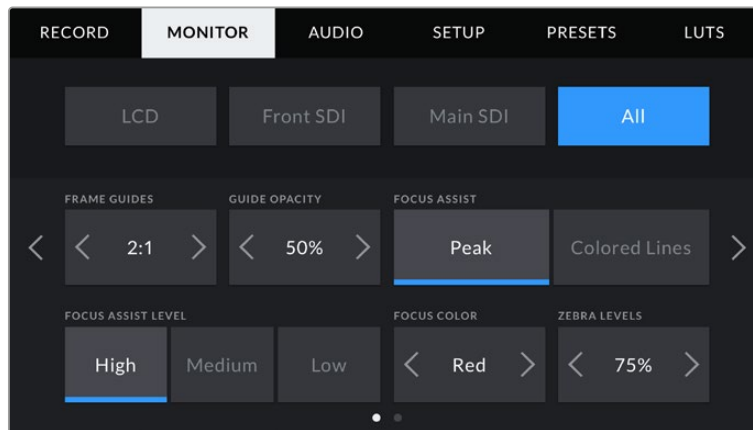 RECORD MONITOR AUDIO SETUP PRESETS LUTS
LCD Front SDI Main SDI All
FRAME GUIDES GUIDE OPACITY FOCUS ASSIST
2:1 50% Peak Colored Lines
FOCUS ASSIST LEVEL FOCUS COLOR ZEBRA LEVELS
High Medium Low Red 75%